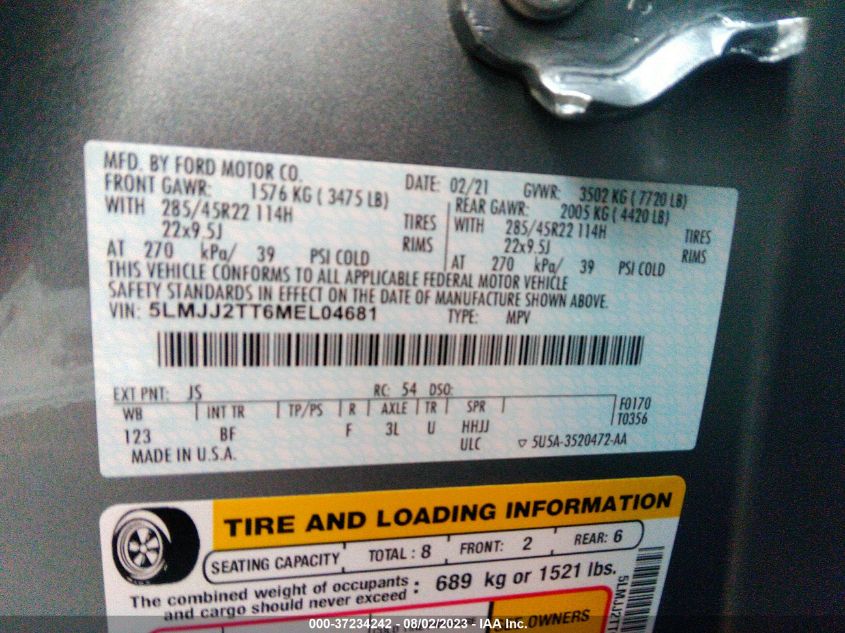 MFD. BY FORD MOTOR CO.
DATE: 02/21 GVWR: 3502 KG ( 7720 LB)
FRONT GAWR: 1576 KG ( 3475 LB)
REAR GAWR: 2005 KG ( 4420 LB)
WITH 285/45R22 114H TIRES
WITH 285/45R22 114H TIRES
22x9.5J RIMS
22x9.5J RIMS
AT 270 kPa/ 39 PSI COLD
AT 270 kPa/ 39 PSI COLD
THIS VEHICLE CONFORMS TO ALL APPLICABLE FEDERAL MOTOR VEHICLE
SAFETY STANDARDS IN EFFECT ON THE DATE OF MANUFACTURE SHOWN ABOVE.
VIN: 5LMJJ2TT6MEL04681 TYPE: MPV
EXT PNT: JS RC: 54 DSO:
WB INT TR TP/PS R AXLE TR SPR F0170
T0356
123 BF F 3L U HHJJ
ULC 5U5A-3520472-AA
MADE IN U.S.A.
TIRE AND LOADING INFORMATION
SEATING CAPACITY TOTAL : 8 FRONT: 2 REAR: 6
The combined weight of occupants
and cargo should never exceed : 689 kg or 1521 lbs.
5LMJJ2TT
OWNERS
000-37234242 - 08/02/2023 - IAA Inc.